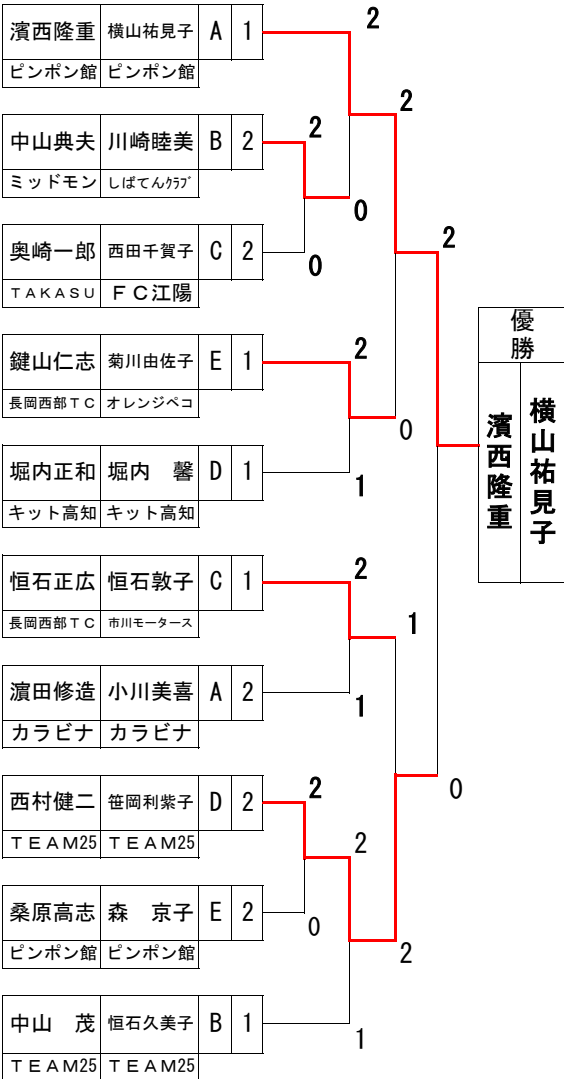 濱西隆重 横山祐見子 A 1
ピンポン館 ピンポン館
2
2
中山典夫 川崎睦美 B 2
ミッドモン しばてんクラブ
2
0
奥崎一郎 西田千賀子 C 2
TAKASU FC江陽
0
2
鍵山仁志 菊川由佐子 E 1
長岡西部TC オレンジペコ
2
0
堀内正和 堀内 馨 D 1
キット高知 キット高知
1
優勝
濱西隆重
横山祐見子
恒石正広 恒石敦子 C 1
長岡西部TC 市川モータース
2
1
濵田修造 小川美喜 A 2
カラビナ カラビナ
1
0
西村健二 笹岡利紫子 D 2
TEAM25 TEAM25
2
2
桑原高志 森 京子 E 2
ピンポン館 ピンポン館
0
2
中山 茂 恒石久美子 B 1
TEAM25 TEAM25
1